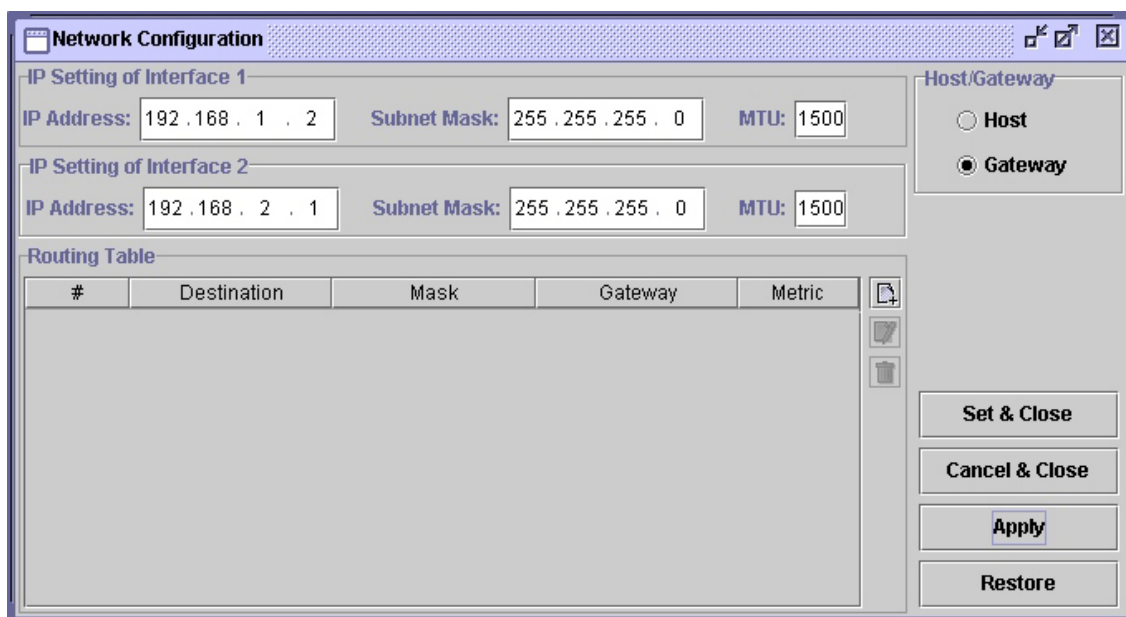 Network Configuration
IP Setting of Interface 1
IP Address: 192 . 168 . 1 . 2 Subnet Mask: 255 . 255 . 255 . 0 MTU: 1500
IP Setting of Interface 2
IP Address: 192 . 168 . 2 . 1 Subnet Mask: 255 . 255 . 255 . 0 MTU: 1500
Routing Table
# Destination Mask Gateway Metric
Host/Gateway
Host
Gateway
Set & Close
Cancel & Close
Apply
Restore